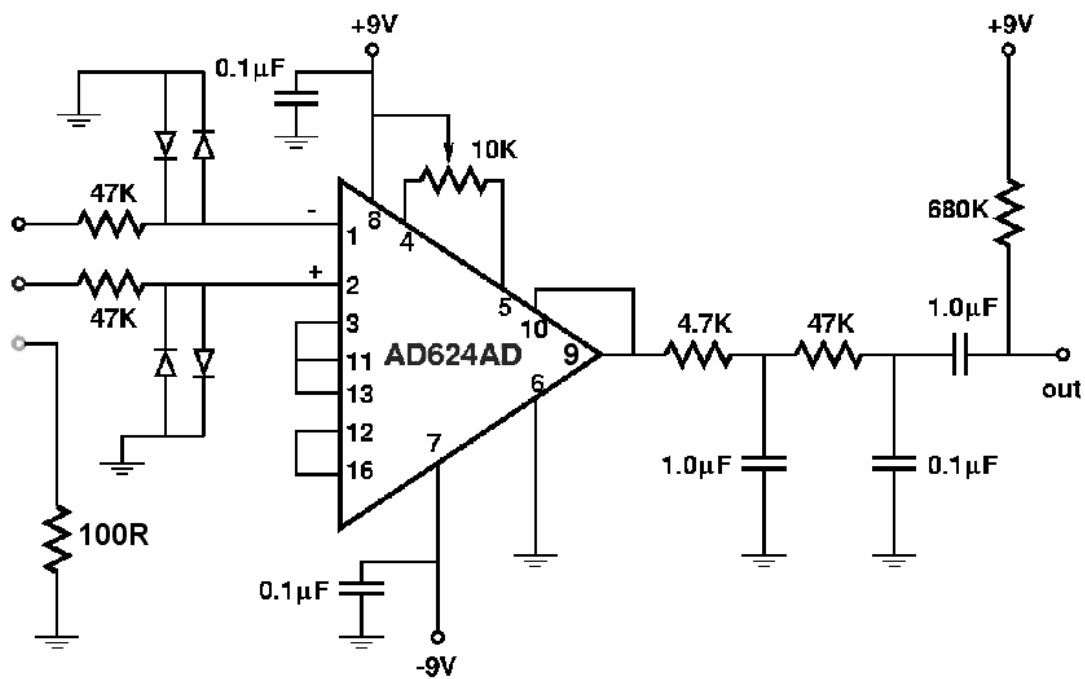 +9V
+9V
0.1µF
10K
47K
680K
-
8
4
1
+
2
47K
5
3
10
1.0µF
4.7K
47K
11
AD624AD
9
13
6
out
12
7
16
1.0µF
0.1µF
100R
0.1µF
-9V